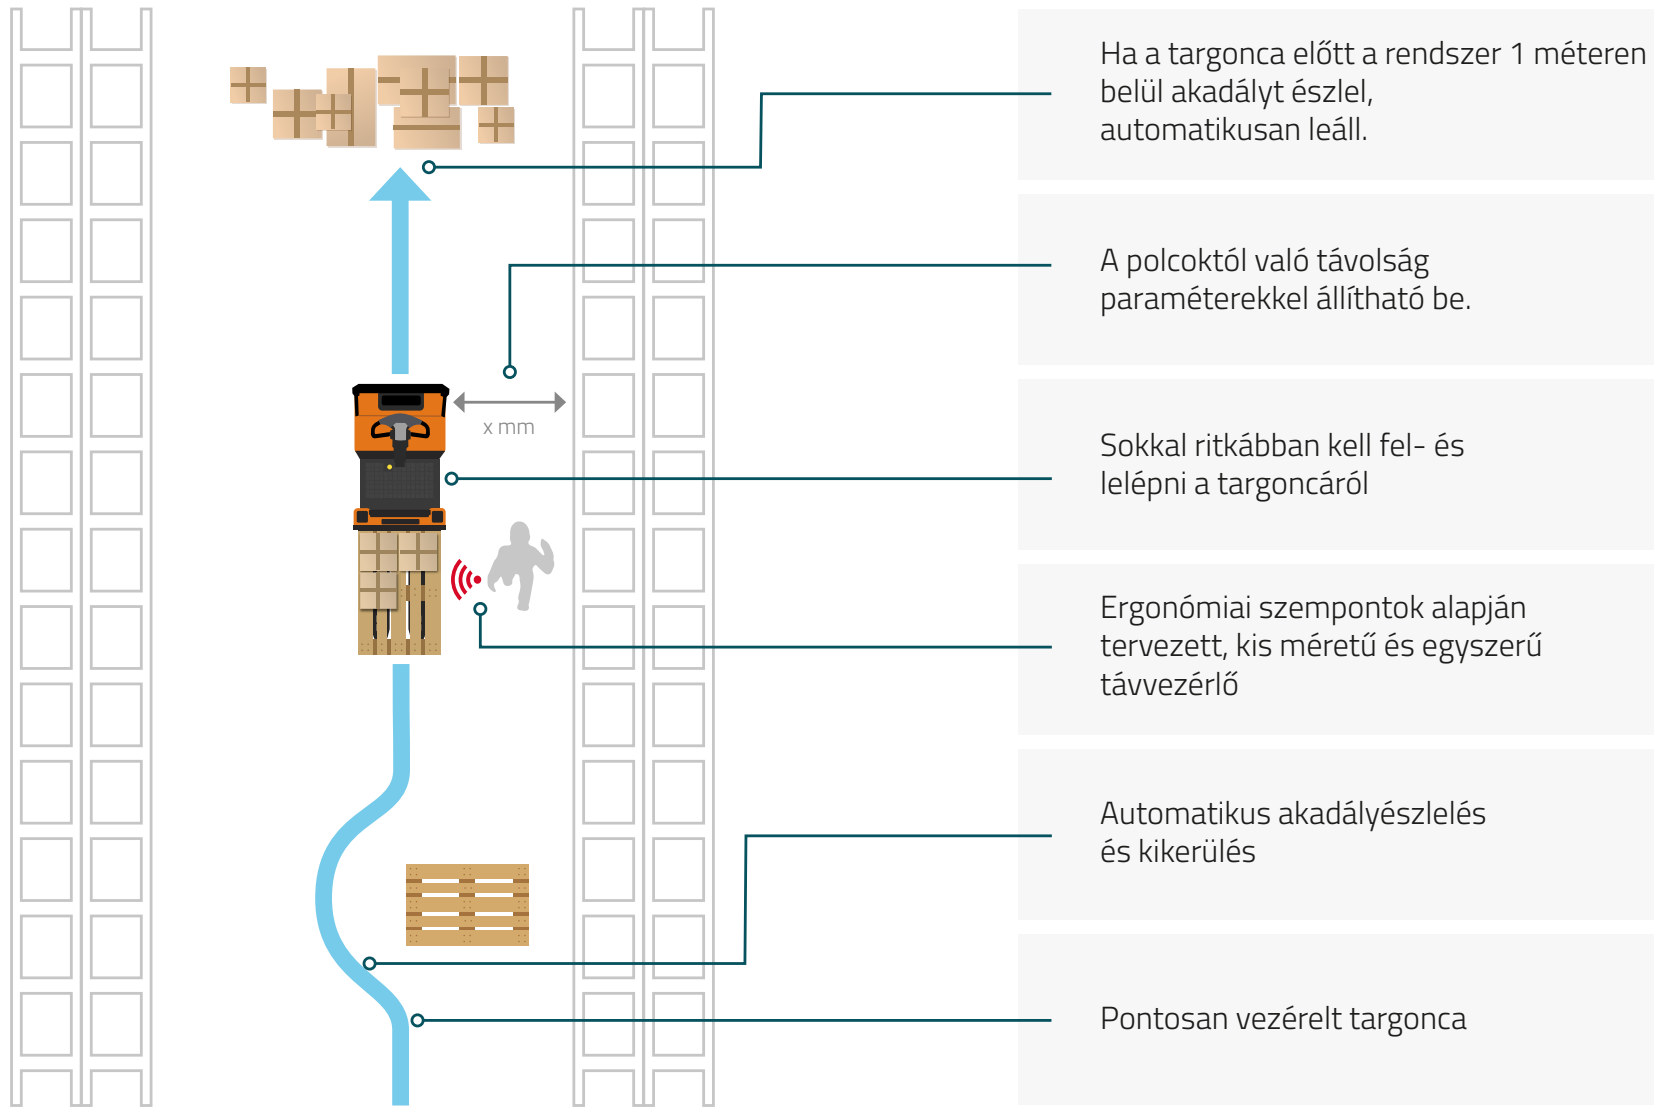 Ha a targonca előtt a rendszer 1 méteren
belül akadályt észlel,
automatikusan leáll.
A polcoktól való távolság
paraméterekkel állítható be.
x mm
Sokkal ritkábban kell fel- és
lelépni a targoncáról
Ergonómiai szempontok alapján
tervezett, kis méretű és egyszerű
távvezérlő
Automatikus akadályészlelés
és kikerülés
Pontosan vezérelt targonca